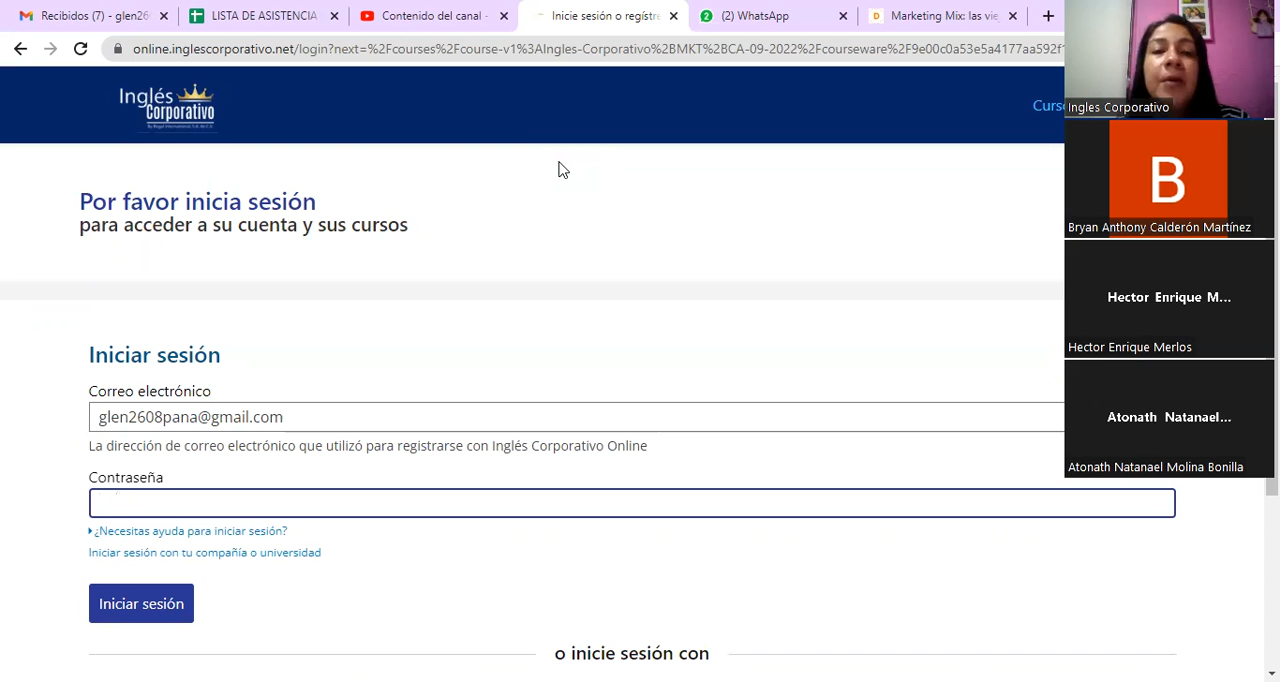 Recibidos (7) - glen26
LISTA DE ASISTENCIA
Contenido del canal -
Inicie sesión o regístre
(2) WhatsApp
Marketing Mix: las vie
online.inglescorporativo.net/login?next=%2Fcourses%2Fcourse-v1%3AIngles-Corporativo%2BMKT%2BCA-09-2022%2Fcourseware%2F9e00c0a53e5a4177aa592f1
Inglés
Corporativo
Curso
Ingles Corporativo
B
Bryan Anthony Calderón Martínez
Hector Enrique M...
Hector Enrique Merlos
Atonath Natanael...
Atonath Natanael Molina Bonilla
Por favor inicia sesión
para acceder a su cuenta y sus cursos
Iniciar sesión
Correo electrónico
glen2608pana@gmail.com
La dirección de correo electrónico que utilizó para registrarse con Inglés Corporativo Online
Contraseña
¿Necesitas ayuda para iniciar sesión?
Iniciar sesión con tu compañía o universidad
Iniciar sesión
o inicie sesión con